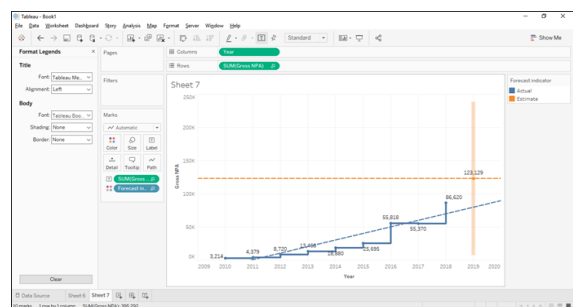 Tableau - Book1
File Data Worksheet Dashboard Story Analysis Map Format Server Window Help
Standard
Show Me
Format Legends
Title
Font: Tableau Me..
Alignment: Left
Body
Font: Tableau Boo..
Shading: None
Border: None
Clear
Pages
Filters
Marks
Automatic
Color Size Label
Detail Tooltip Path
SUM(Gross ..
Forecast In..
Columns Year
Rows SUM(Gross NPA)
Sheet 7
250K
200K
150K
100K
50K
0K
Gross NPA
3,214
4,379
8,720
13,408
15,695
55,818
55,370
86,620
123,129
2009 2010 2011 2012 2013 2014 2015 2016 2017 2018 2019 2020
Year
Forecast indicator
Actual
Estimate
Data Source Sheet 6 Sheet 7